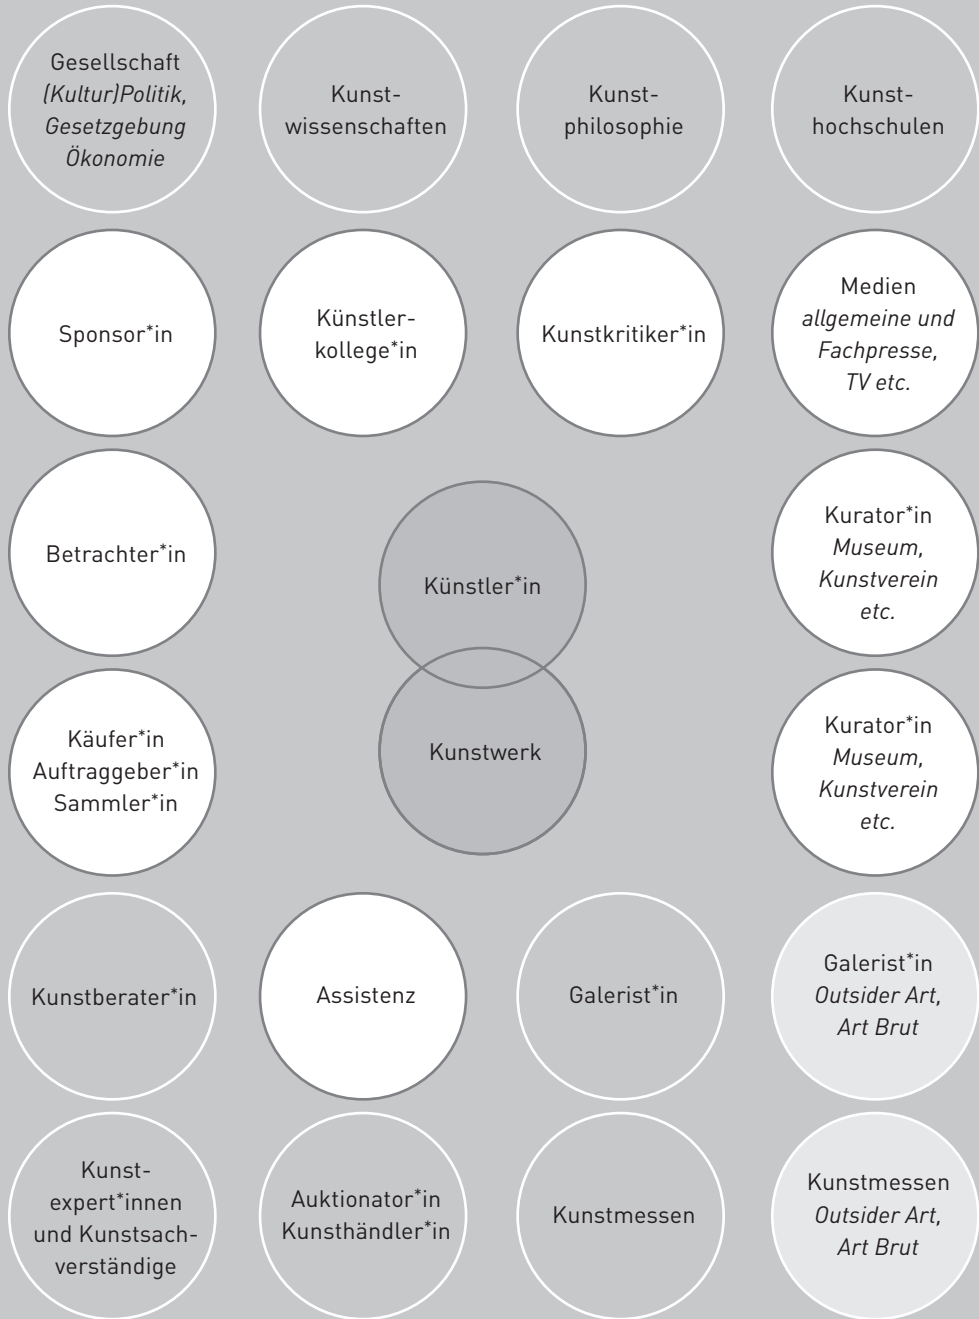 Gesellschaft
(Kultur)Politik,
Gesetzgebung
Ökonomie
Kunst-
wissenschaften
Kunst-
philosophie
Kunst-
hochschulen
Sponsor*in
Künstler-
kollege*in
Kunstkritiker*in
Medien
allgemeine und
Fachpresse,
TV etc.
Betrachter*in
Künstler*in
Kurator*in
Museum,
Kunstverein
etc.
Käufer*in
Auftraggeber*in
Sammler*in
Kunstwerk
Kurator*in
Museum,
Kunstverein
etc.
Kunstberater*in
Assistenz
Galerist*in
Galerist*in
Outsider Art,
Art Brut
Kunst-
expert*innen
und Kunstsach-
verständige
Auktionator*in
Kunsthändler*in
Kunstmessen
Kunstmessen
Outsider Art,
Art Brut